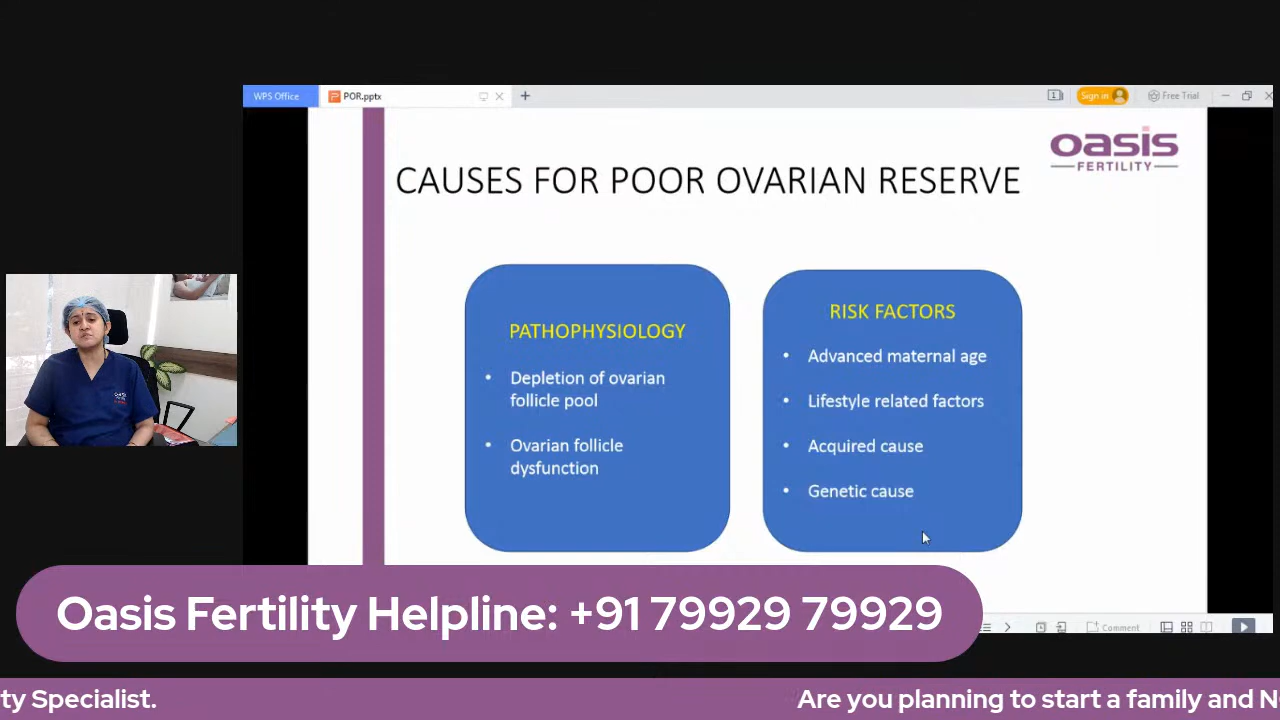 WPS Office
POR.pptx
1
Sign in
Free Trial
oasis
FERTILITY
CAUSES FOR POOR OVARIAN RESERVE
PATHOPHYSIOLOGY
• Depletion of ovarian
follicle pool
• Ovarian follicle
dysfunction
RISK FACTORS
• Advanced maternal age
• Lifestyle related factors
• Acquired cause
• Genetic cause
Comment
Oasis Fertility Helpline: +91 79929 79929
ty Specialist.
Are you planning to start a family and N